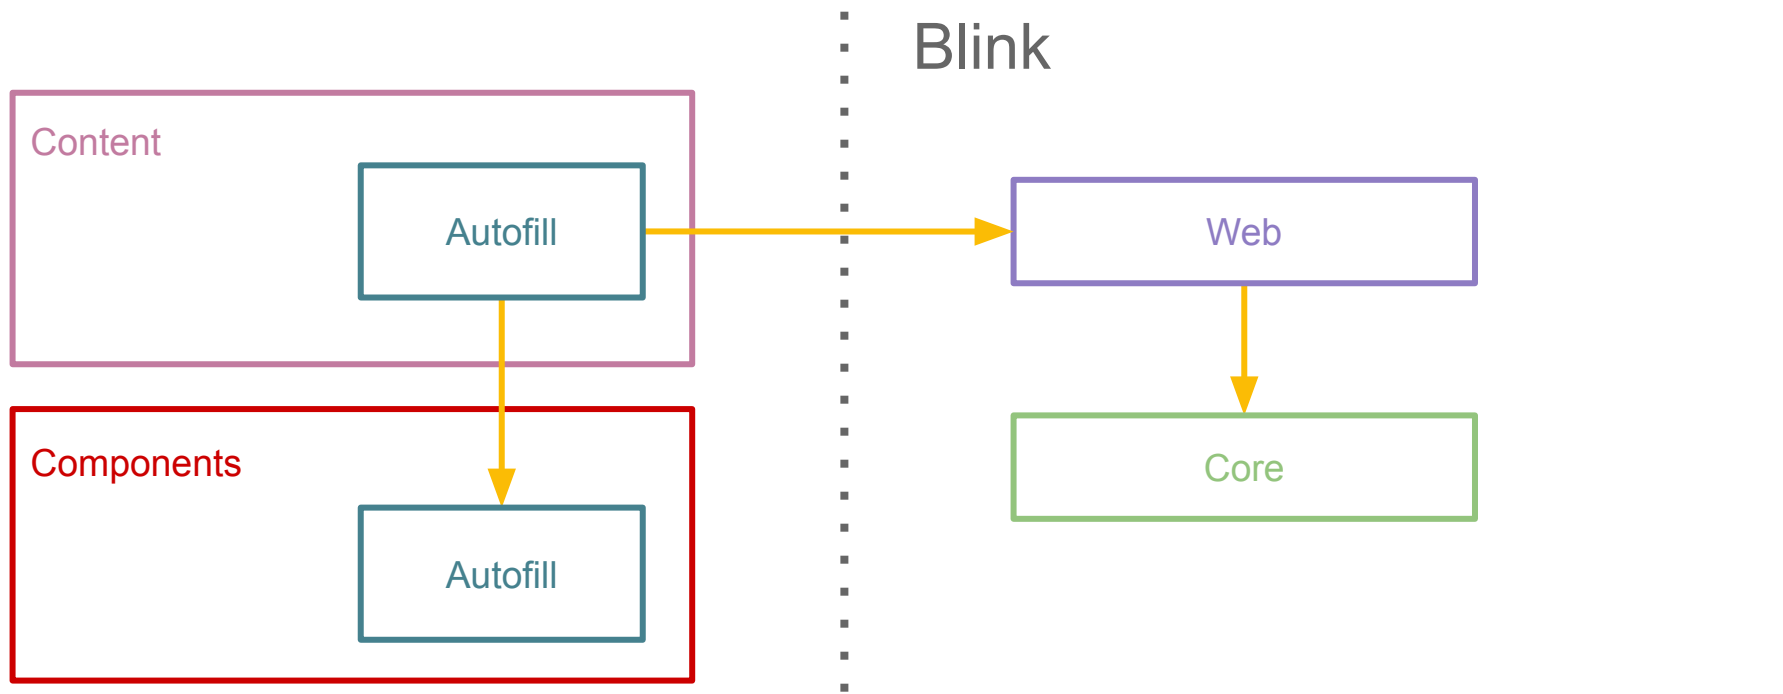 Blink
Content
Autofill
Web
Components
Core
Autofill